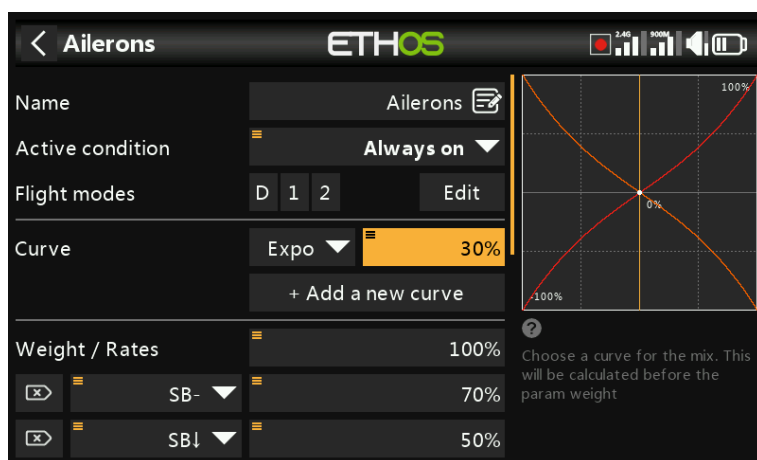 Ailerons
ETHOS
2.4G 900M
Name Ailerons
Active condition Always on
Flight modes D 1 2 Edit
Curve Expo 30%
+ Add a new curve
Weight / Rates 100%
SB- 70%
SB↓ 50%
100%
0%
-100%
?
Choose a curve for the mix. This
will be calculated before the
param weight